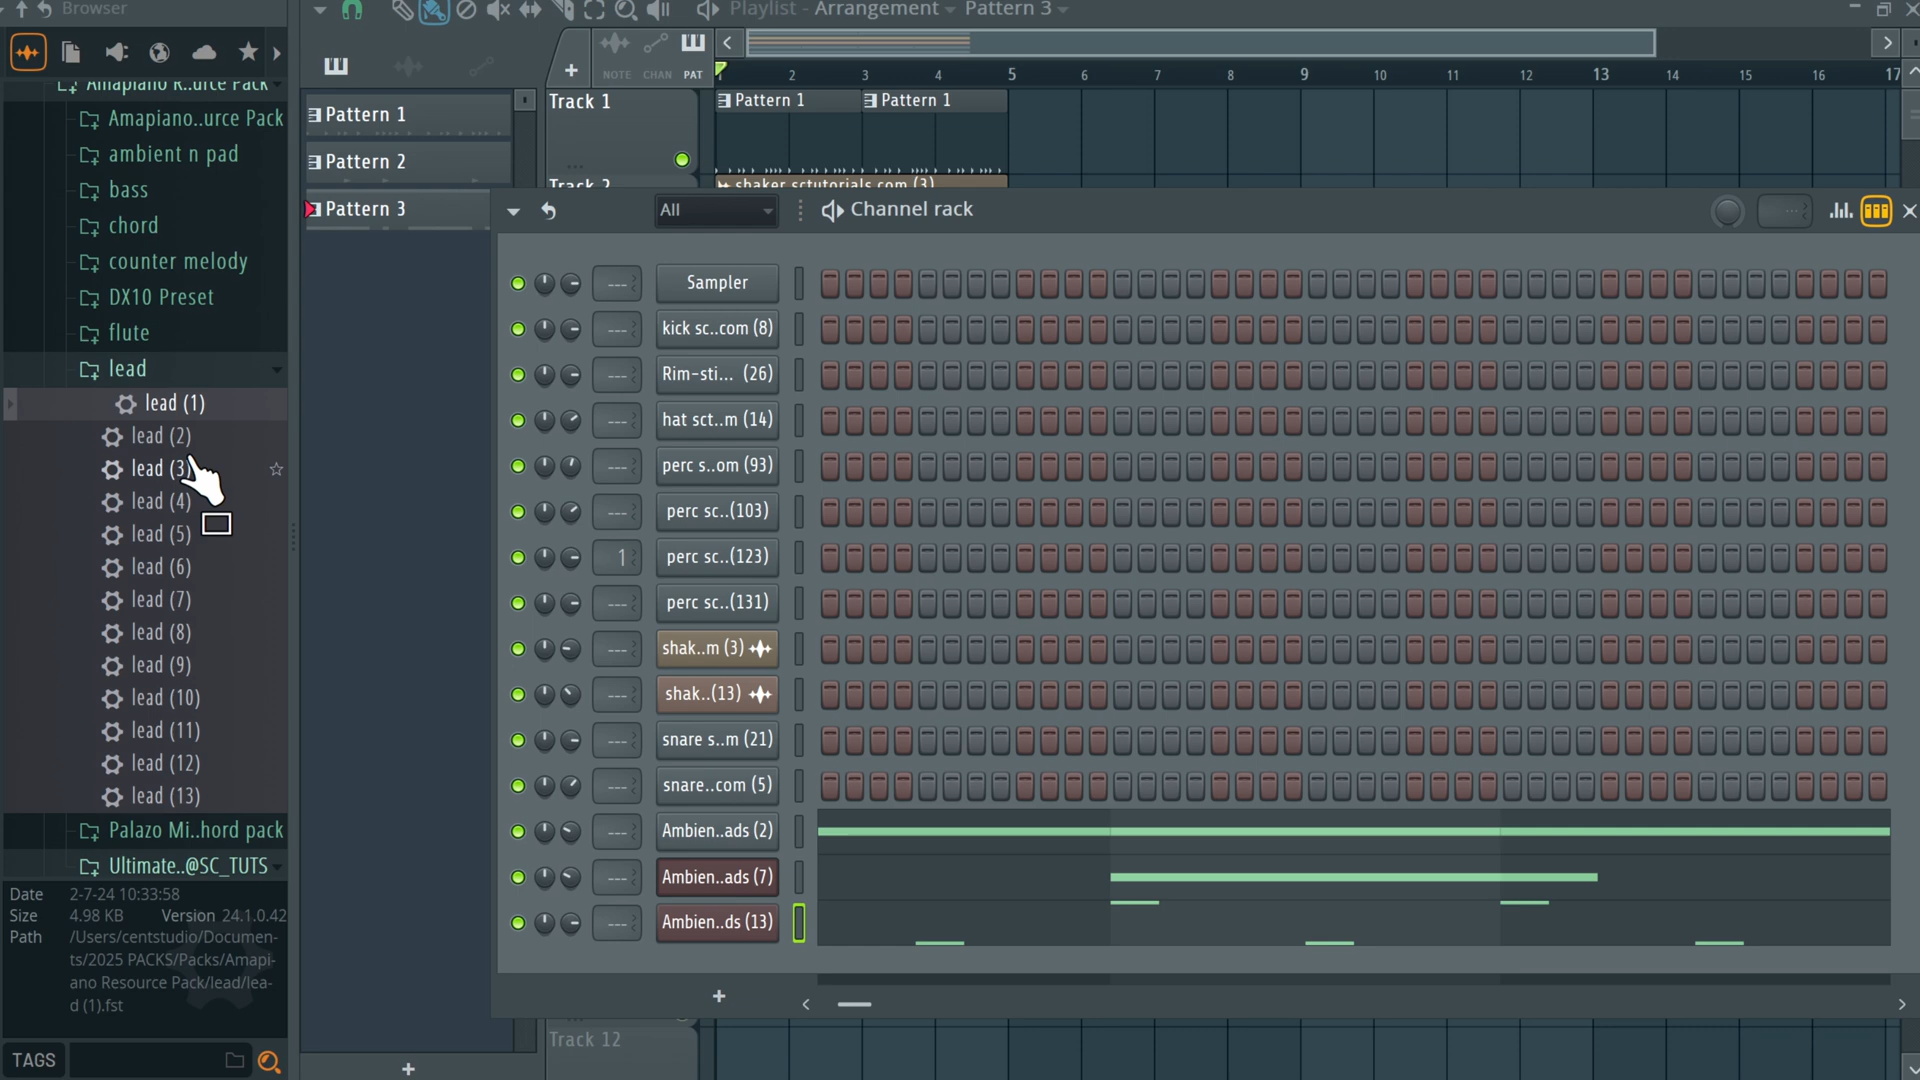 Browser
Playlist - Arrangement
Pattern 3
NOTE CHAN PAT
1 2 3 4 5 6 7 8 9 10 11 12 13 14 15 16 17
Amapiano R..urce Pack
Amapiano..urce Pack
ambient n pad
bass
chord
counter melody
DX10 Preset
flute
lead
lead (1)
lead (2)
lead (3)
lead (4)
lead (5)
lead (6)
lead (7)
lead (8)
lead (9)
lead (10)
lead (11)
lead (12)
lead (13)
Palazo Mi..hord pack
Ultimate..@SC_TUTS
Date 2-7-24 10:33:58
Size 4.98 KB Version 24.1.0.42
Path /Users/centstudio/Documen-
ts/2025 PACKS/Packs/Amapi-
ano Resource Pack/lead/lea-
d (1).fst
TAGS
Pattern 1
Pattern 2
Pattern 3
Track 1
Pattern 1
Pattern 1
Track 2
shaker sctutorials.com (3)
All
Channel rack
---
Sampler
kick sc..com (8)
Rim-sti... (26)
hat sct..m (14)
perc s..om (93)
perc sc..(103)
1
perc sc..(123)
perc sc..(131)
shak..m (3)
shak..(13)
snare s..m (21)
snare..com (5)
Ambien..ads (2)
Ambien..ads (7)
Ambien..ds (13)
Track 12